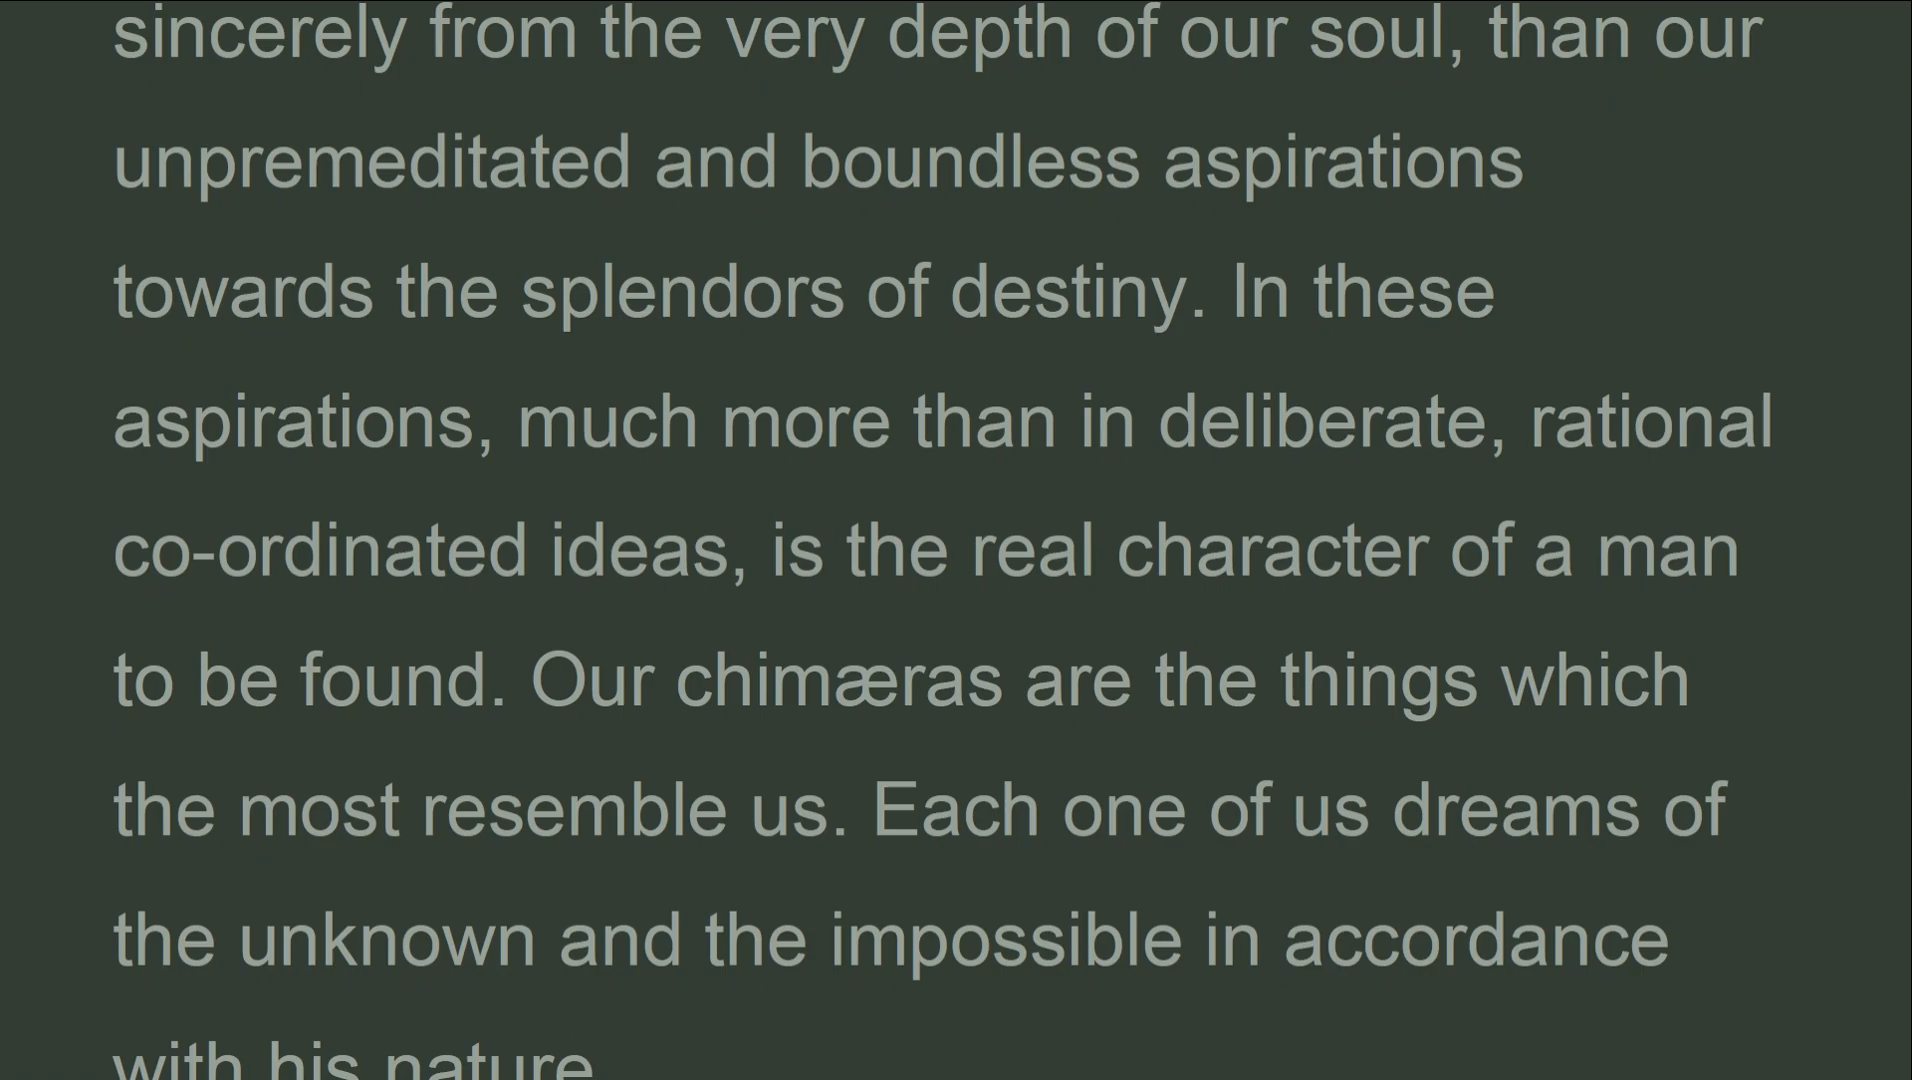 sincerely from the very depth of our soul, than our
unpremeditated and boundless aspirations
towards the splendors of destiny. In these
aspirations, much more than in deliberate, rational
co-ordinated ideas, is the real character of a man
to be found. Our chimæras are the things which
the most resemble us. Each one of us dreams of
the unknown and the impossible in accordance
with his nature.